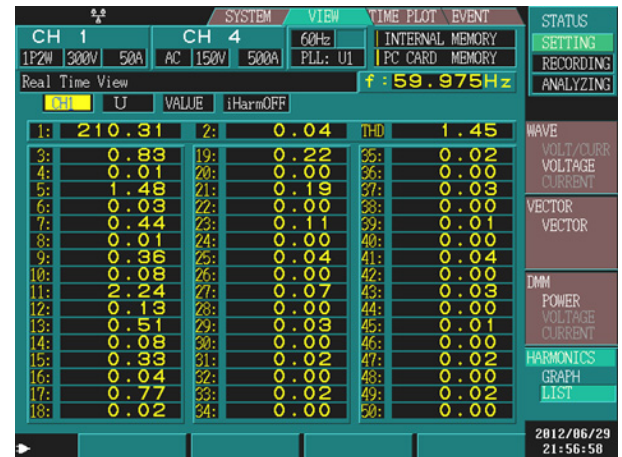 SYSTEM VIEW TIME PLOT EVENT STATUS
CH 1 CH 4 60Hz INTERNAL MEMORY SETTING
1P2W 300V 50A AC 150V 500A PLL: U1 PC CARD MEMORY RECORDING
Real Time View f:59.975Hz ANALYZING
CH1 U VALUE iHarmOFF
1: 210.31 2: 0.04 THD 1.45
3: 0.83 19: 0.22 35: 0.02
4: 0.01 20: 0.00 36: 0.00
5: 1.48 21: 0.19 37: 0.03
6: 0.03 22: 0.00 38: 0.00
7: 0.44 23: 0.11 39: 0.01
8: 0.01 24: 0.00 40: 0.00
9: 0.36 25: 0.04 41: 0.04
10: 0.08 26: 0.00 42: 0.00
11: 2.24 27: 0.07 43: 0.03
12: 0.13 28: 0.00 44: 0.00
13: 0.51 29: 0.03 45: 0.01
14: 0.08 30: 0.00 46: 0.00
15: 0.33 31: 0.02 47: 0.02
16: 0.04 32: 0.00 48: 0.00
17: 0.77 33: 0.02 49: 0.02
18: 0.02 34: 0.00 50: 0.00
WAVE
VOLT/CURR
VOLTAGE
CURRENT
VECTOR
VECTOR
DMM
POWER
VOLTAGE
CURRENT
HARMONICS
GRAPH
LIST
2012/06/29
21:56:58